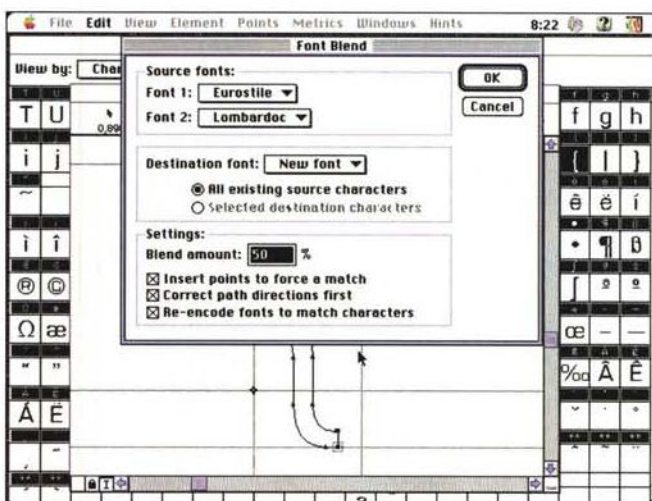 File Edit View Element Points Metrics Windows Hints 8:22
Font Blend
View by: Char
Source fonts:
Font 1: Eurostile
Font 2: Lombardoc
OK
Cancel
Destination font: New font
All existing source characters
Selected destination characters
Settings:
Blend amount: 50 %
Insert points to force a match
Correct path directions first
Re-encode fonts to match characters
T U
f g h
i j
{ | }
~
ê ë í
ì î
• ¶ ß
® ©
∫ ª º
Ω æ
œ – —
" "
‰ Â Ê
Á Ë